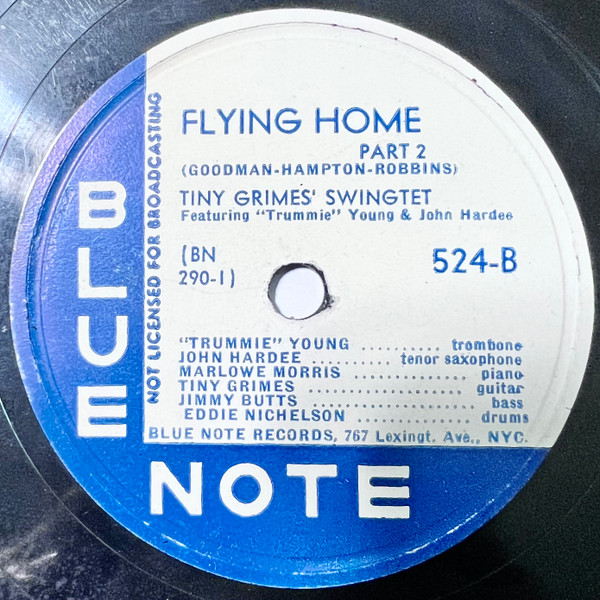 FLYING HOME
PART 2
(GOODMAN-HAMPTON-ROBBINS)
TINY GRIMES' SWINGTET
Featuring "Trummie" Young & John Hardee
(BN
290-1)
524-B
"TRUMMIE" YOUNG .......... trombone
JOHN HARDEE .......... tenor saxophone
MARLOWE MORRIS .............. piano
TINY GRIMES ....................... guitar
JIMMY BUTTS ....................... bass
EDDIE NICHELSON ................ drums
BLUE NOTE RECORDS, 767 Lexingt. Ave., NYC.
NOT LICENSED FOR BROADCASTING
BLUE
NOTE